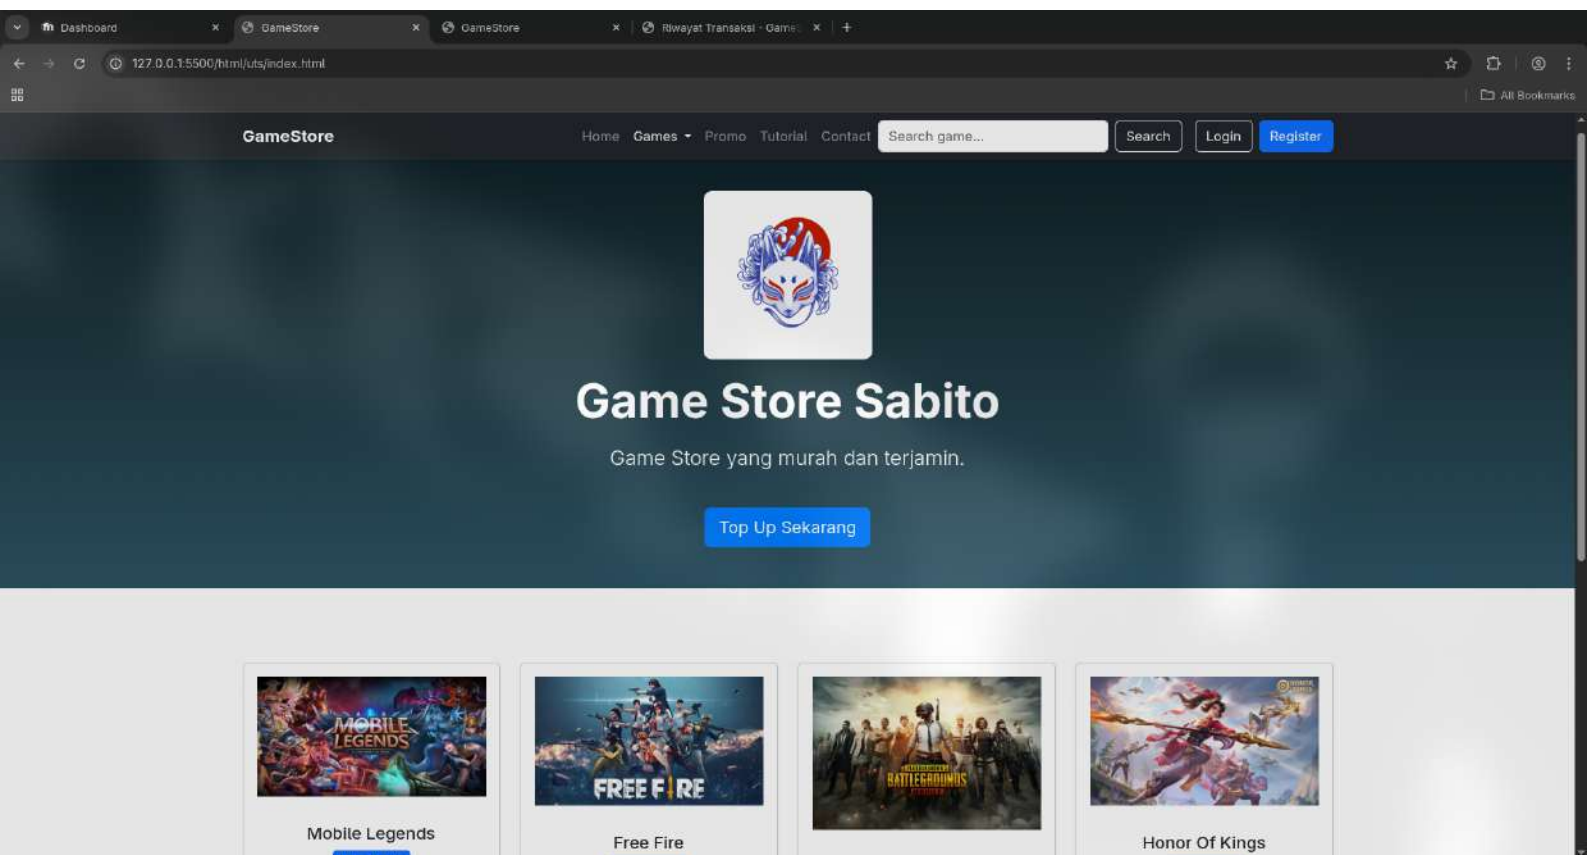 Dashboard
GameStore
GameStore
Riwayat Transaksi - Game
127.0.0.1:5500/html/uts/index.html
All Bookmarks
GameStore
Home Games Promo Tutorial Contact Search game... Search Login Register
Game Store Sabito
Game Store yang murah dan terjamin.
Top Up Sekarang
MOBILE
LEGENDS
FREE FIRE
BATTLEGROUNDS
Mobile Legends
Free Fire
Honor Of Kings